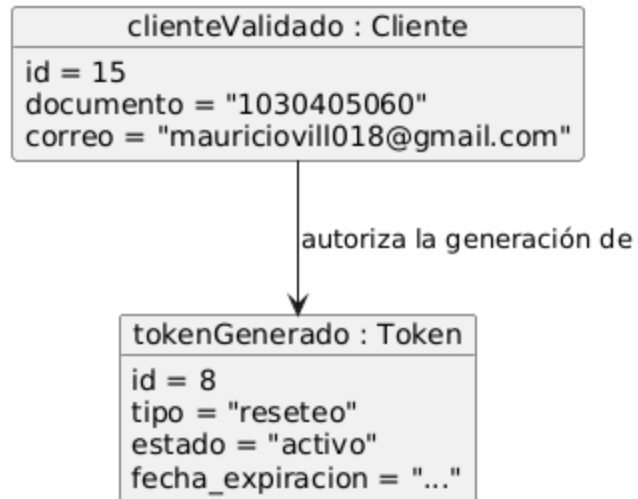 clienteValidado : Cliente
id = 15
documento = "1030405060"
correo = "mauriciovill018@gmail.com"
autoriza la generación de
tokenGenerado : Token
id = 8
tipo = "reseteo"
estado = "activo"
fecha_expiracion = "..."